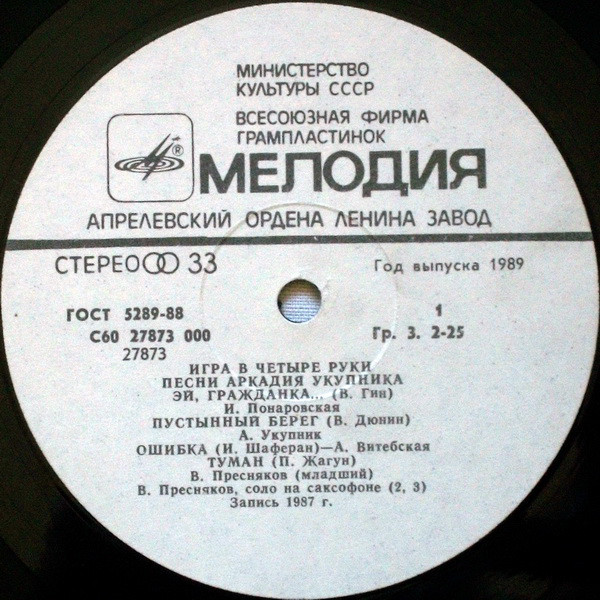 МИНИСТЕРСТВО
КУЛЬТУРЫ СССР
ВСЕСОЮЗНАЯ ФИРМА
ГРАМПЛАСТИНОК
®
МЕЛОДИЯ
АПРЕЛЕВСКИЙ ОРДЕНА ЛЕНИНА ЗАВОД
СТЕРЕО 33
Год выпуска 1989
ГОСТ 5289-88
1
С60 27873 000
Гр. 3. 2-25
27873
ИГРА В ЧЕТЫРЕ РУКИ
ПЕСНИ АРКАДИЯ УКУПНИКА
ЭЙ, ГРАЖДАНКА... (В. Гин)
И. Понаровская
ПУСТЫННЫЙ БЕРЕГ (В. Дюнин)
А. Укупник
ОШИБКА (И. Шаферан)—А. Витебская
ТУМАН (П. Жагун)
В. Пресняков (младший)
В. Пресняков, соло на саксофоне (2, 3)
Запись 1987 г.